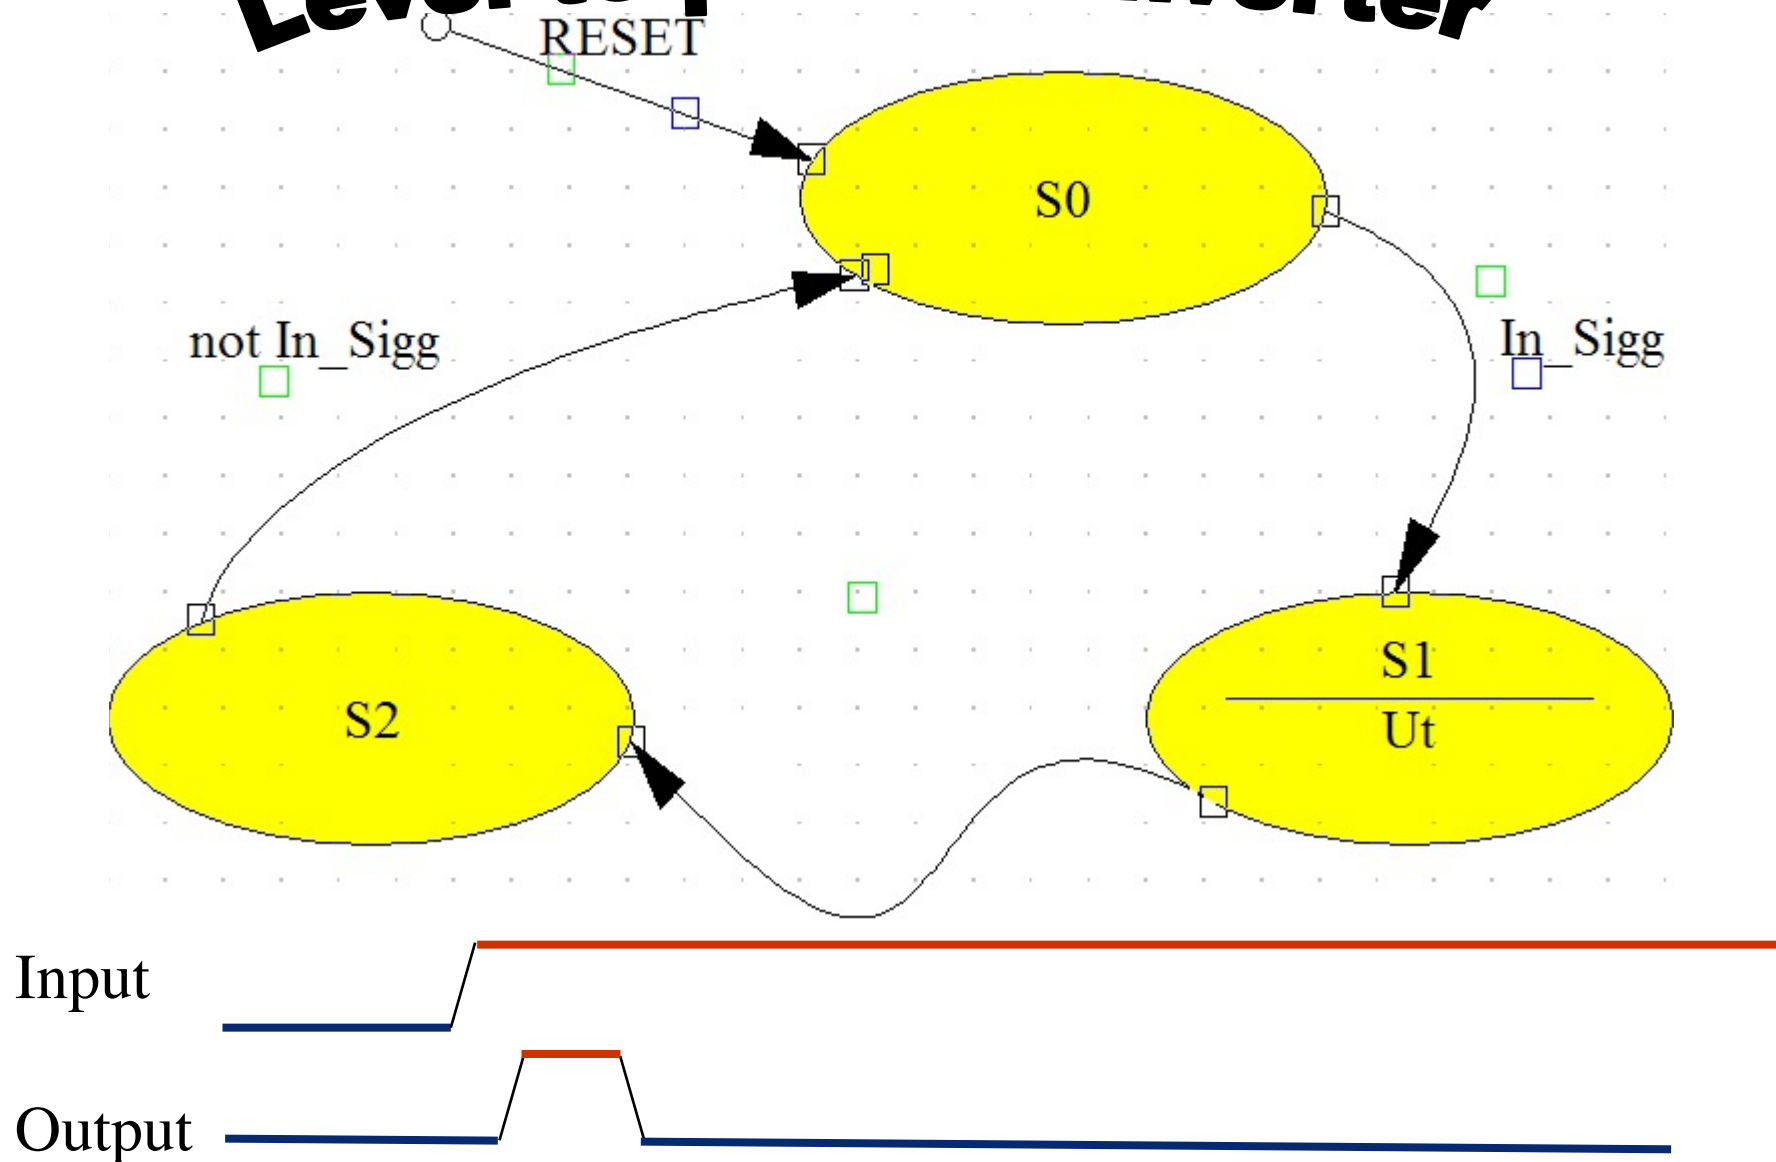 RESET
S0
not In_Sigg
In_Sigg
S1
Ut
S2
Input
Output